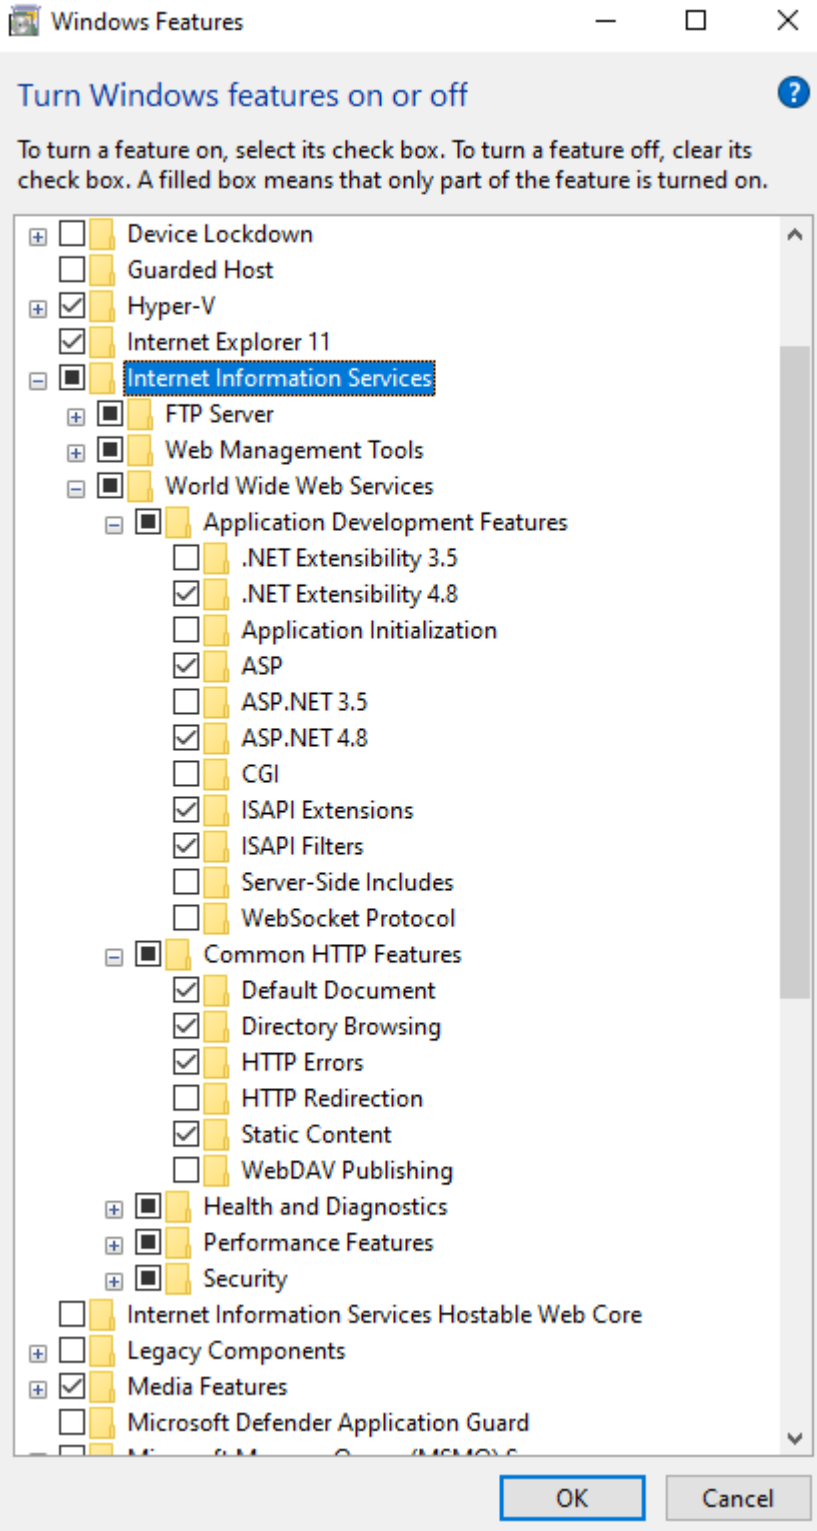 Windows Features
Turn Windows features on or off
To turn a feature on, select its check box. To turn a feature off, clear its
check box. A filled box means that only part of the feature is turned on.
Device Lockdown
Guarded Host
Hyper-V
Internet Explorer 11
Internet Information Services
FTP Server
Web Management Tools
World Wide Web Services
Application Development Features
.NET Extensibility 3.5
.NET Extensibility 4.8
Application Initialization
ASP
ASP.NET 3.5
ASP.NET 4.8
CGI
ISAPI Extensions
ISAPI Filters
Server-Side Includes
WebSocket Protocol
Common HTTP Features
Default Document
Directory Browsing
HTTP Errors
HTTP Redirection
Static Content
WebDAV Publishing
Health and Diagnostics
Performance Features
Security
Internet Information Services Hostable Web Core
Legacy Components
Media Features
Microsoft Defender Application Guard
OK
Cancel